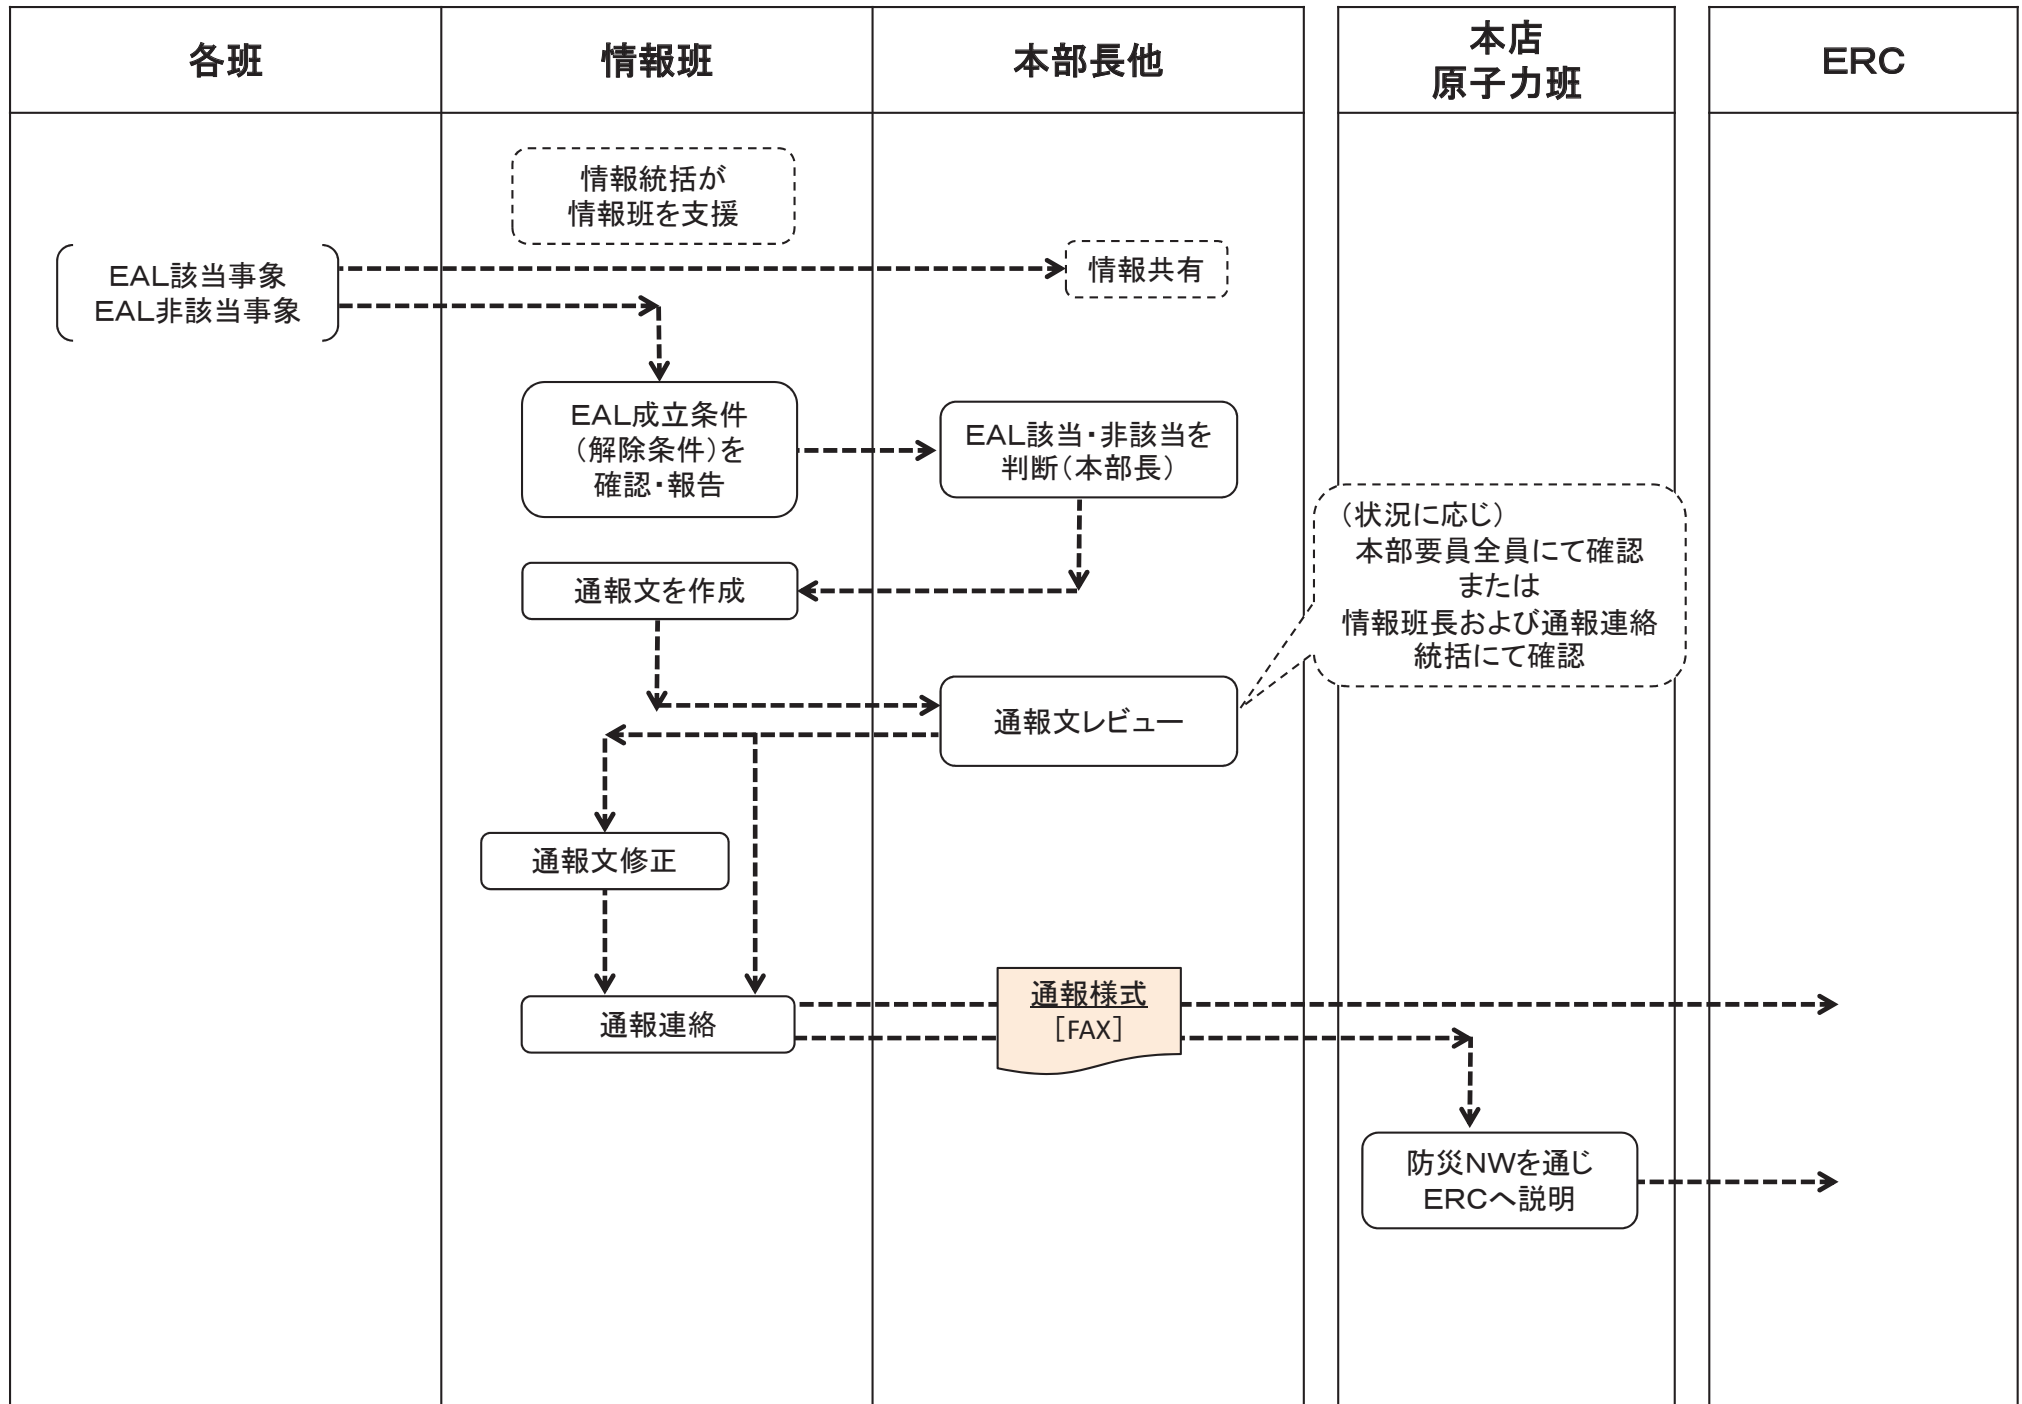 各班
情報班
本部長他
本店
原子力班
ERC
情報統括が
情報班を支援
EAL該当事象
EAL非該当事象
情報共有
EAL成立条件
（解除条件）を
確認・報告
EAL該当・非該当を
判断（本部長）
（状況に応じ）
本部要員全員にて確認
または
情報班長および通報連絡
統括にて確認
通報文を作成
通報文レビュー
通報文修正
通報様式
［FAX］
通報連絡
防災NWを通じ
ERCへ説明